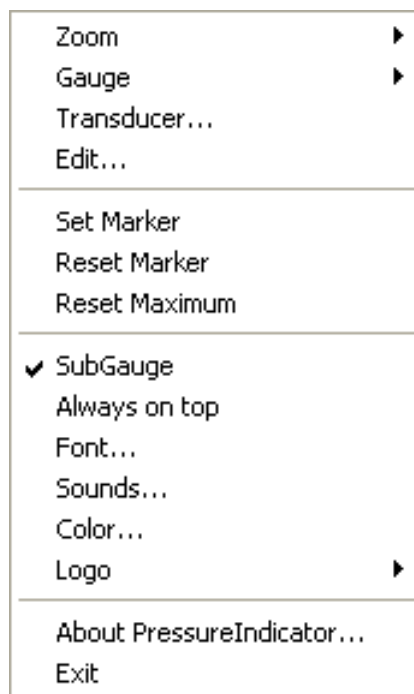 Zoom
Gauge
Transducer...
Edit...
Set Marker
Reset Marker
Reset Maximum
SubGauge
Always on top
Font...
Sounds...
Color...
Logo
About PressureIndicator...
Exit